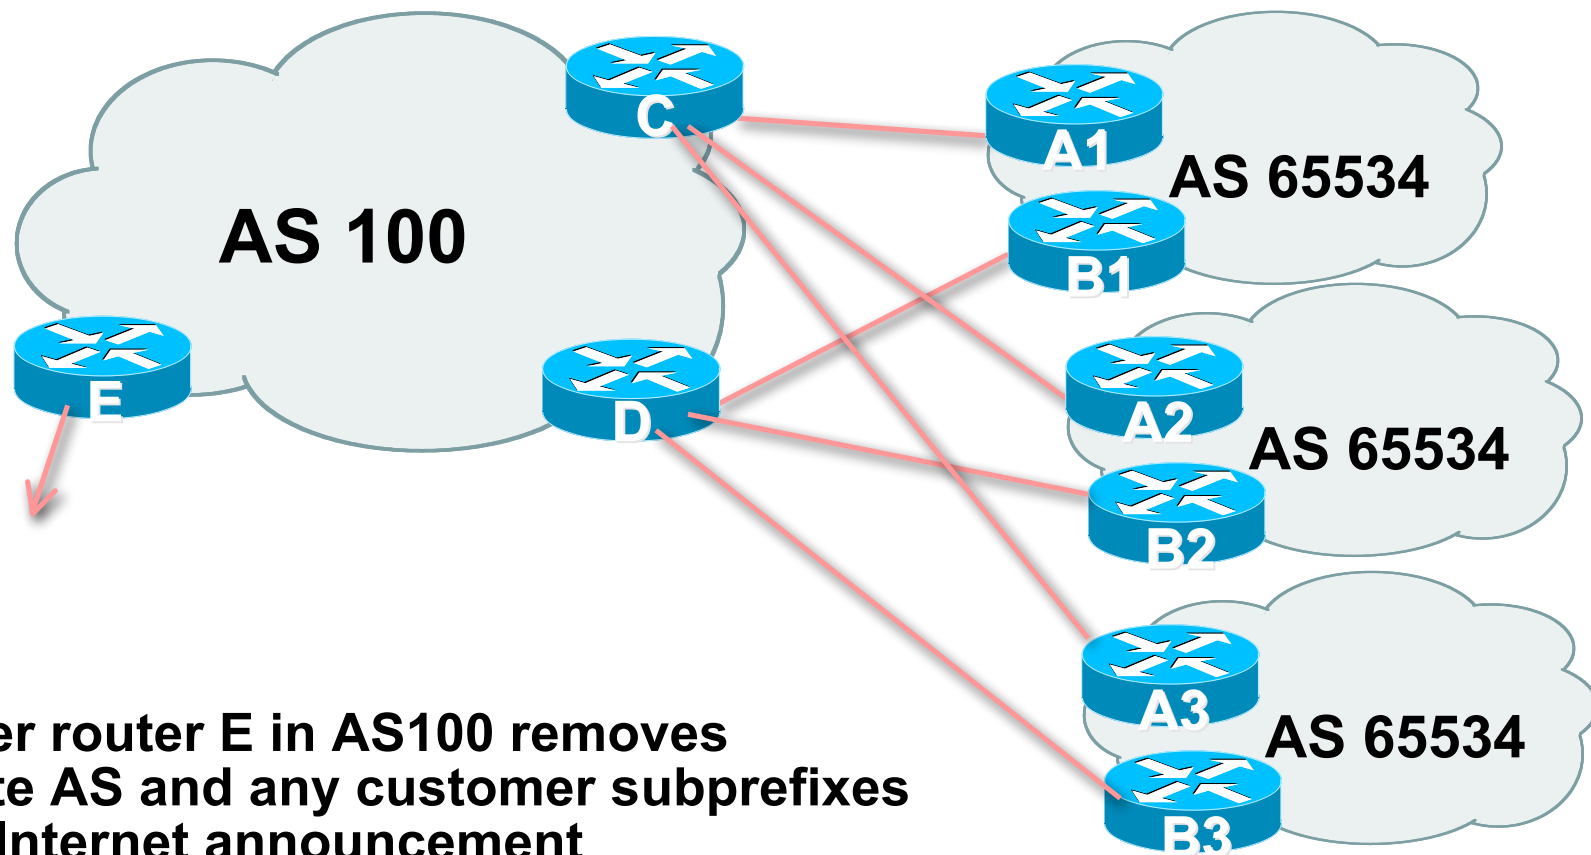 C
A1
AS 65534
AS 100
B1
E
D
A2
AS 65534
B2
A3
AS 65534
B3
er router E in AS100 removes
te AS and any customer subprefixes
Internet announcement